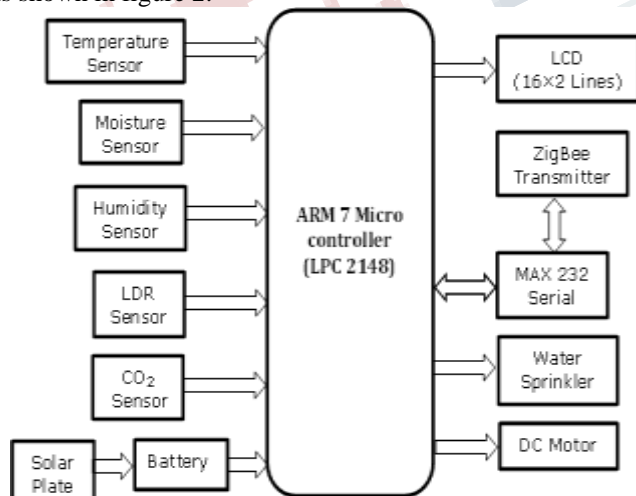 s shown in figure 2.
Temperature
Sensor
Moisture
Sensor
Humidity
Sensor
LDR
Sensor
CO₂
Sensor
Solar
Plate
Battery
ARM 7 Micro
controller
(LPC 2148)
LCD
(16×2 Lines)
ZigBee
Transmitter
MAX 232
Serial
Water
Sprinkler
DC Motor